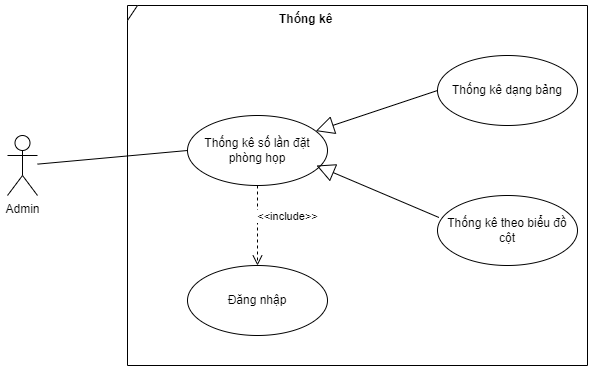 Thống kê
Thống kê dạng bảng
Thống kê số lần đặt
phòng họp
Admin
<<include>>
Thống kê theo biểu đồ
cột
Đăng nhập